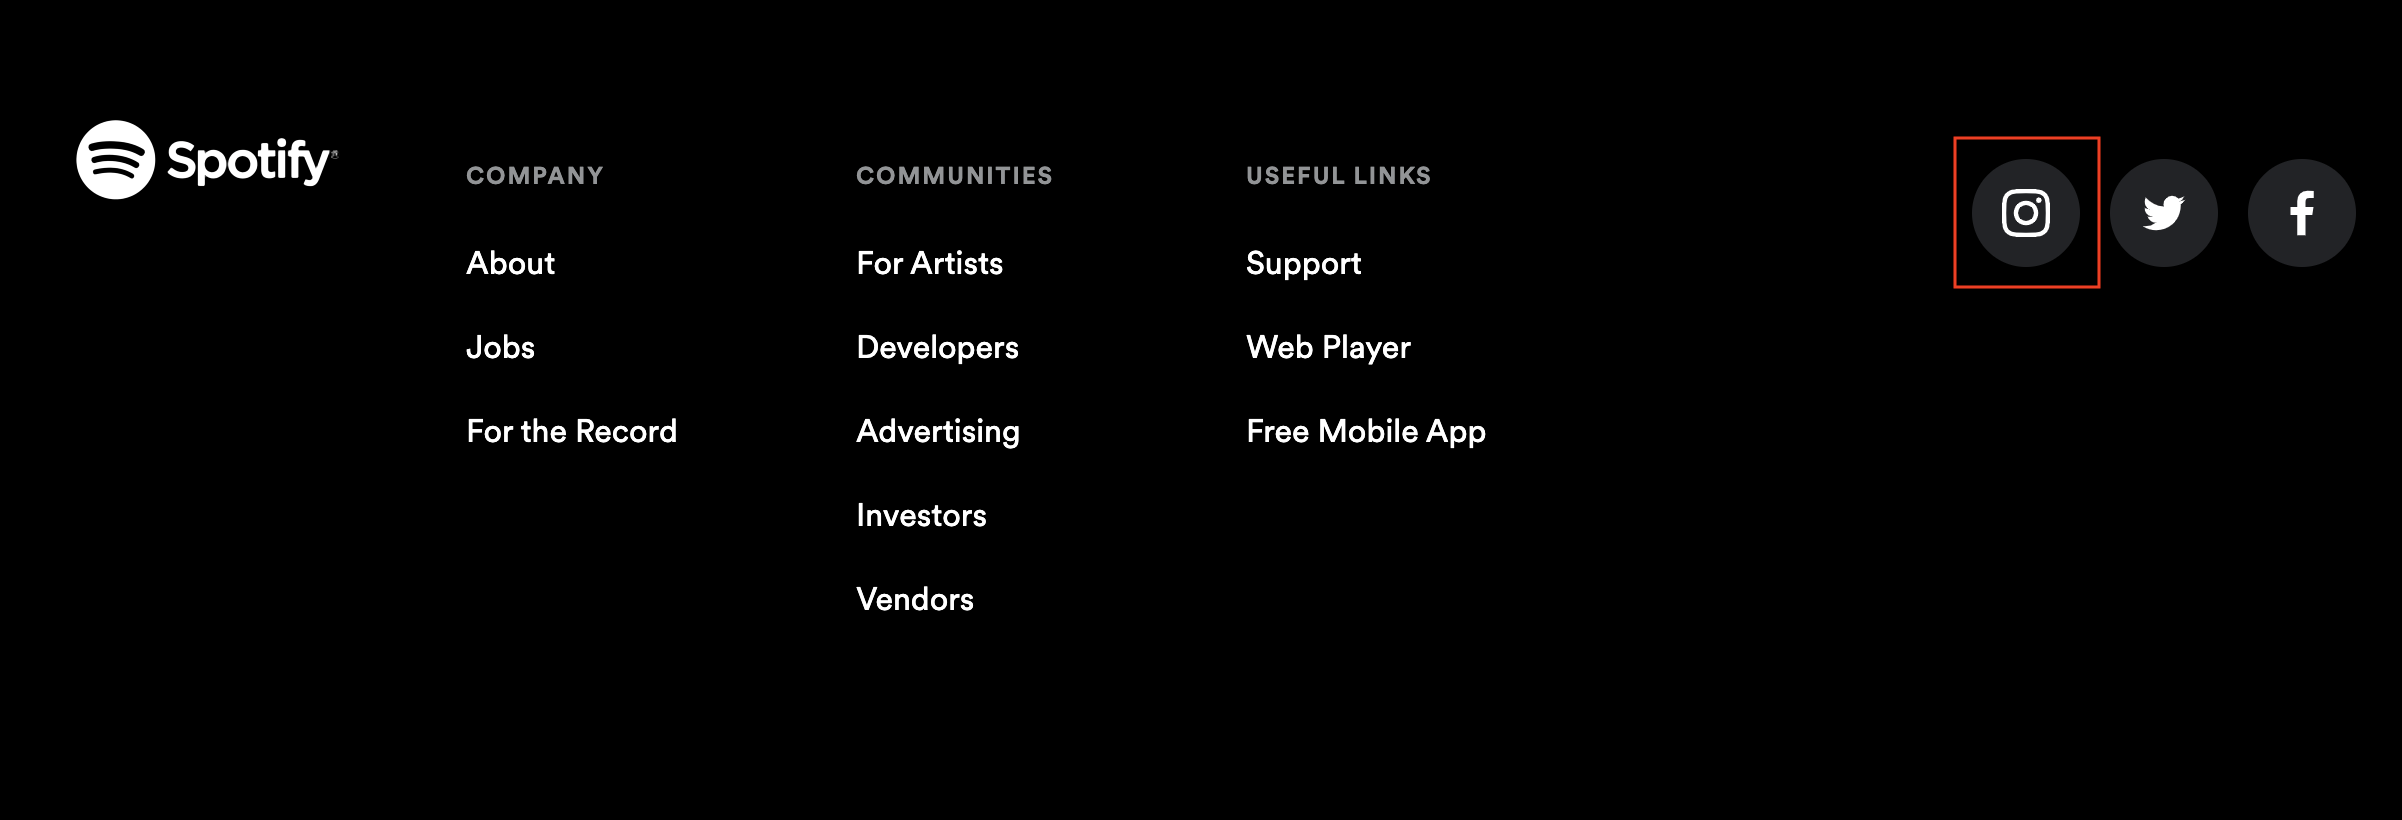 Spotify
COMPANY
About
Jobs
For the Record
COMMUNITIES
For Artists
Developers
Advertising
Investors
Vendors
USEFUL LINKS
Support
Web Player
Free Mobile App